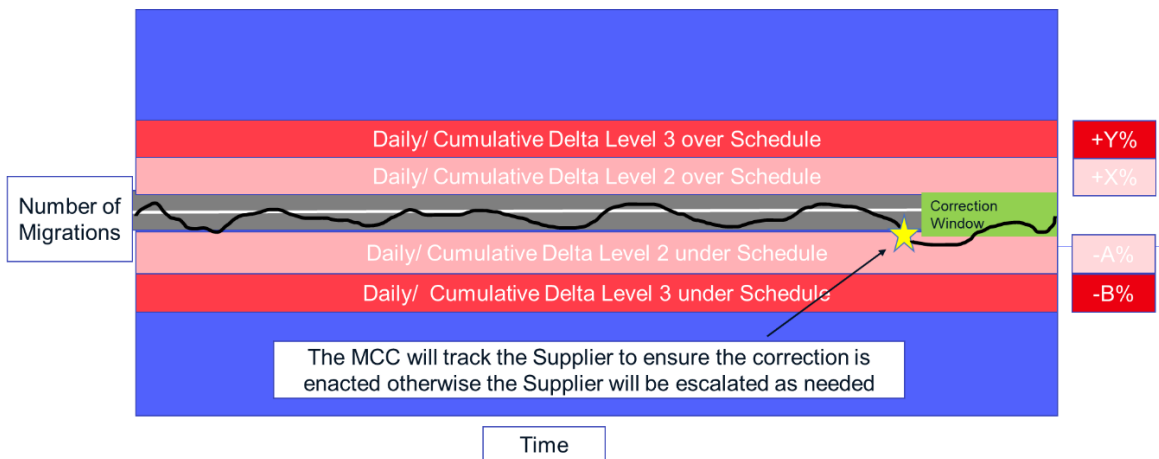 Daily/ Cumulative Delta Level 3 over Schedule
+Y%
Daily/ Cumulative Delta Level 2 over Schedule
+X%
Number of
Migrations
Correction
Window
Daily/ Cumulative Delta Level 2 under Schedule
-A%
Daily/ Cumulative Delta Level 3 under Schedule
-B%
The MCC will track the Supplier to ensure the correction is
enacted otherwise the Supplier will be escalated as needed
Time